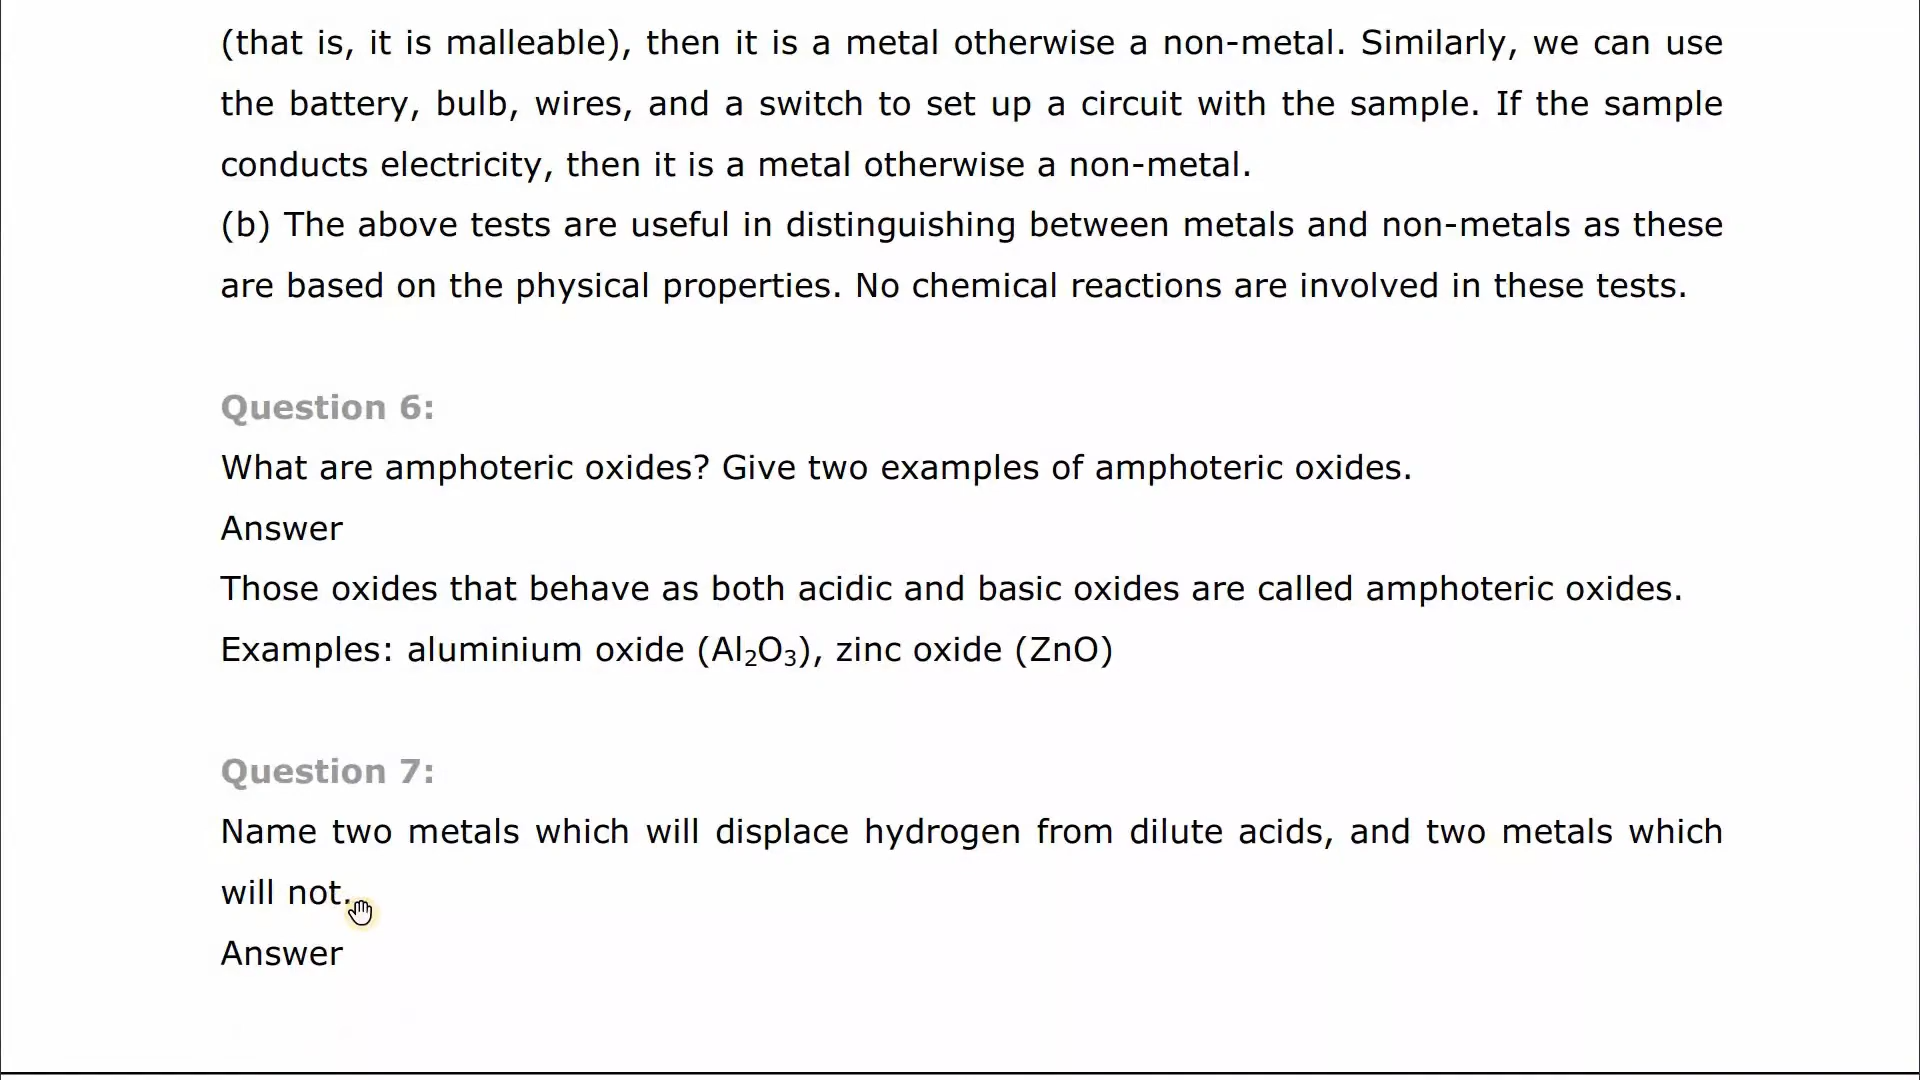 (that is, it is malleable), then it is a metal otherwise a non-metal. Similarly, we can use
the battery, bulb, wires, and a switch to set up a circuit with the sample. If the sample
conducts electricity, then it is a metal otherwise a non-metal.
(b) The above tests are useful in distinguishing between metals and non-metals as these
are based on the physical properties. No chemical reactions are involved in these tests.
Question 6:
What are amphoteric oxides? Give two examples of amphoteric oxides.
Answer
Those oxides that behave as both acidic and basic oxides are called amphoteric oxides.
Examples: aluminium oxide (Al₂O₃), zinc oxide (ZnO)
Question 7:
Name two metals which will displace hydrogen from dilute acids, and two metals which
will not.
Answer